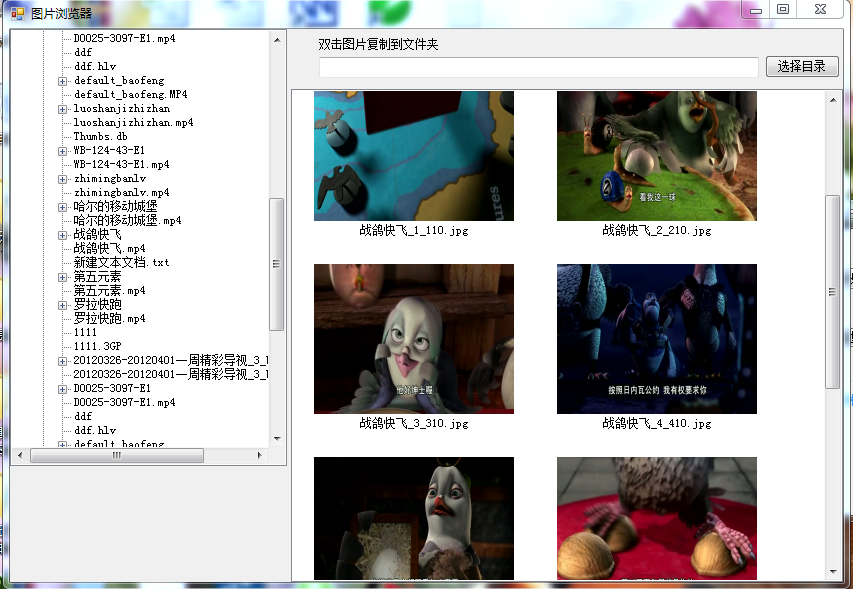 图片浏览器
D0025-3097-E1.mp4
ddf
ddf.hlv
default_baofeng
default_baofeng.MP4
luoshanjizhizhan
luoshanjizhizhan.mp4
Thumbs.db
WB-124-43-E1
WB-124-43-E1.mp4
zhimingbanlv
zhimingbanlv.mp4
哈尔的移动城堡
哈尔的移动城堡.mp4
战鸽快飞
战鸽快飞.mp4
新建文本文档.txt
第五元素
第五元素.mp4
罗拉快跑
罗拉快跑.mp4
1111
1111.3GP
20120326-20120401一周精彩导视_3_
20120326-20120401一周精彩导视_3_
D0025-3097-E1
D0025-3097-E1.mp4
ddf
ddf.hlv
default_baofeng
双击图片复制到文件夹
选择目录
ures
战鸽快飞_1_110.jpg
看我这一球
战鸽快飞_2_210.jpg
他好绅士喔
战鸽快飞_3_310.jpg
按照日内瓦公约 我有权要求你
战鸽快飞_4_410.jpg